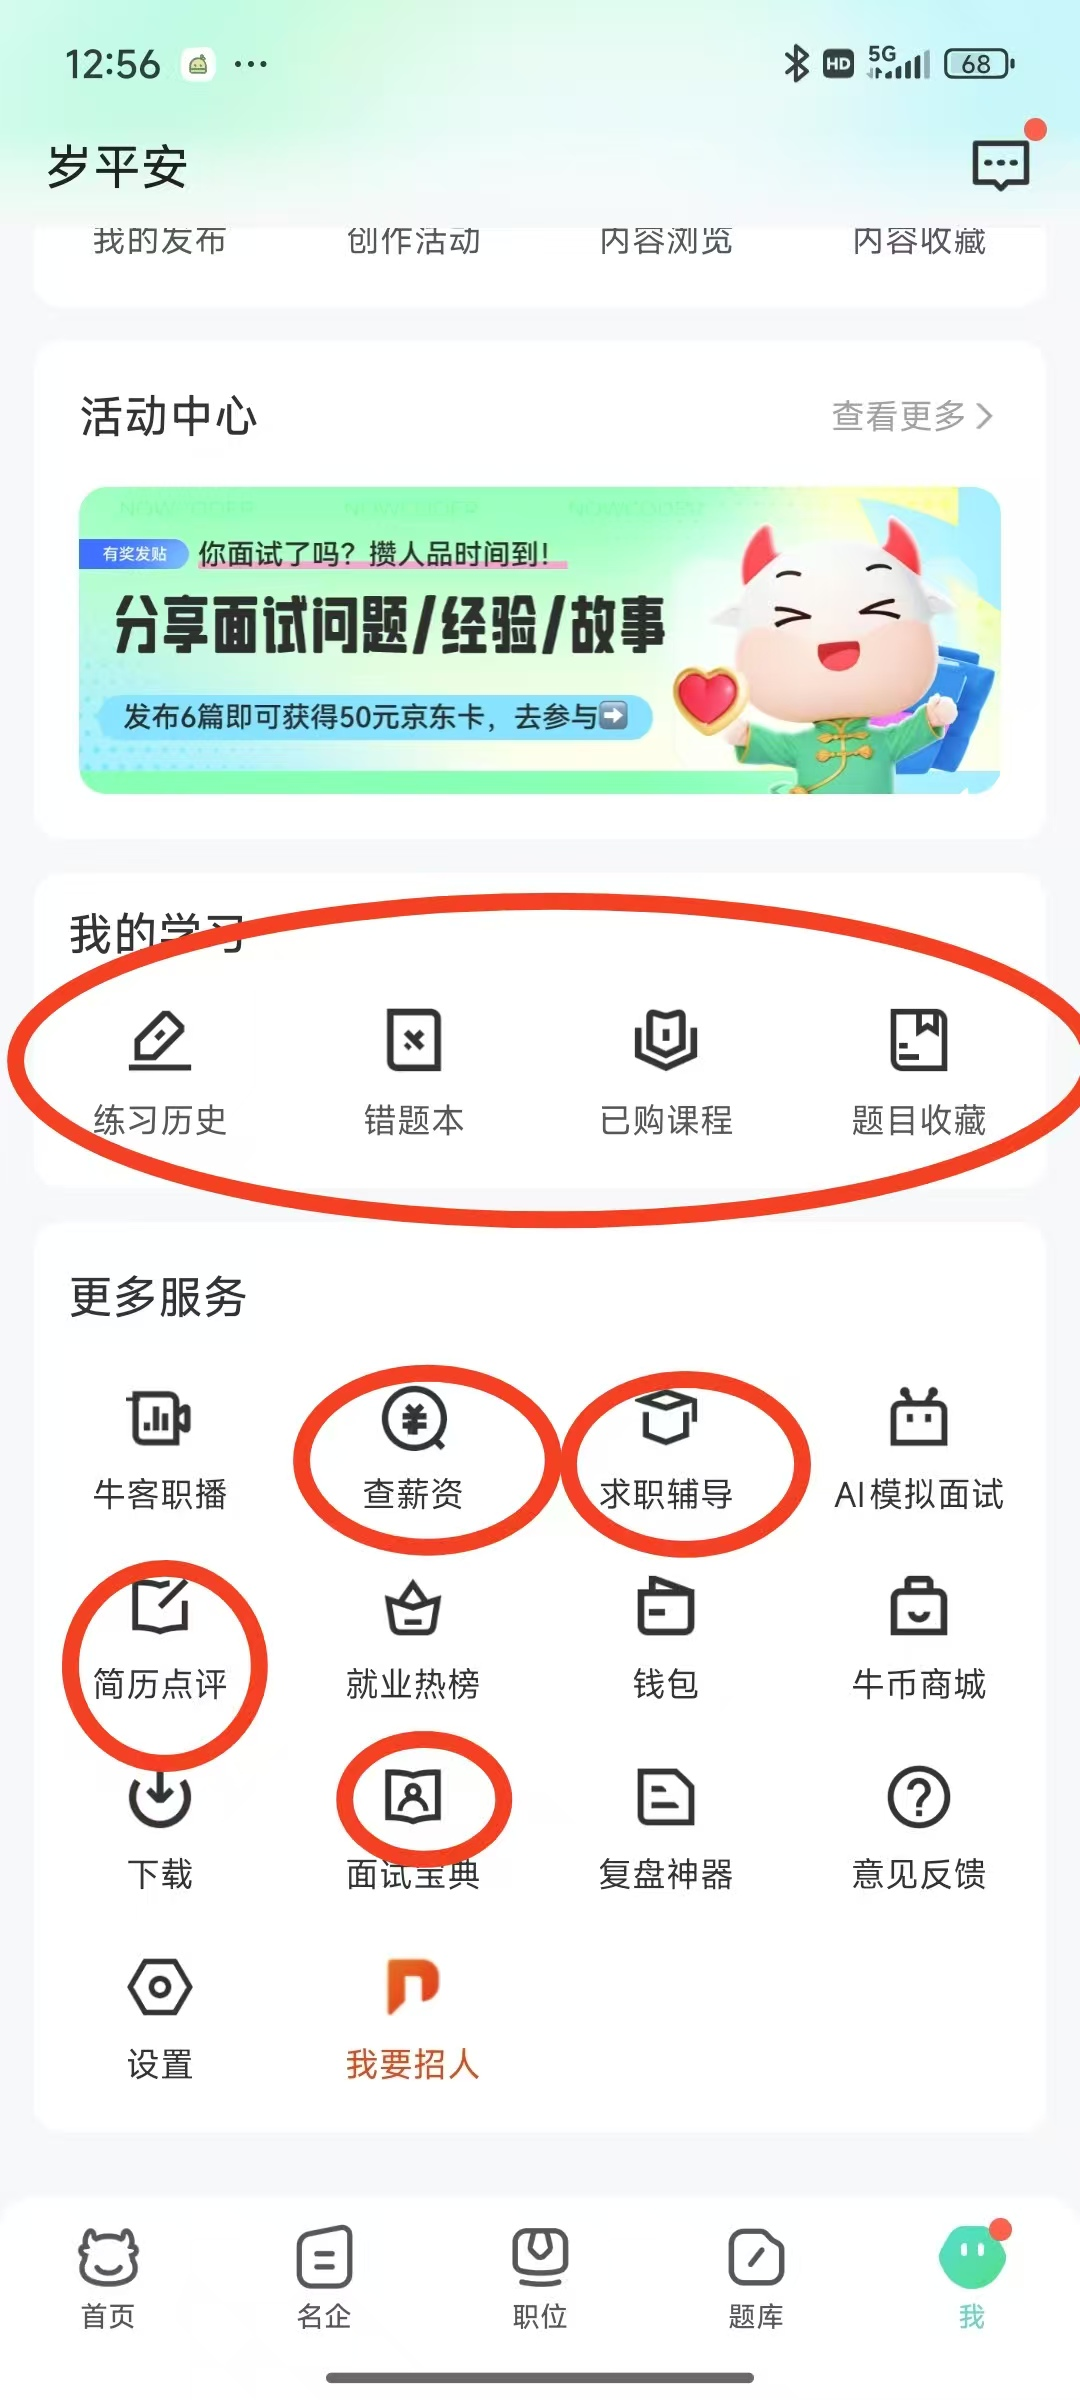 12:56 ... HD 5G 68
岁平安
我的发布 创作活动 内容浏览 内容收藏
活动中心 查看更多
NOWCODER NOWCODER NOWCODER
有奖发贴 你面试了吗?攒人品时间到!
分享面试问题/经验/故事
发布6篇即可获得50元京东卡,去参与➡
我的学习
练习历史 错题本 已购课程 题目收藏
更多服务
牛客职播 查薪资 求职辅导 AI模拟面试
简历点评 就业热榜 钱包 牛币商城
下载 面试宝典 复盘神器 意见反馈
设置 我要招人
首页 名企 职位 题库 我